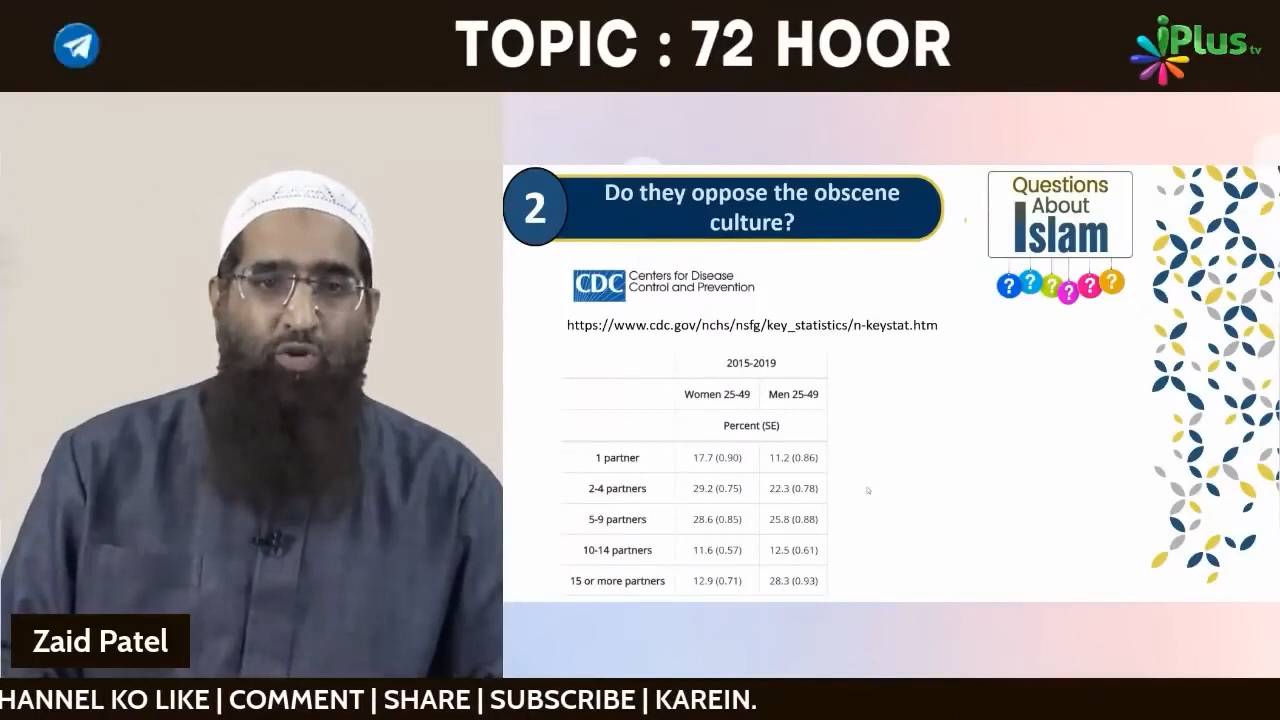 TOPIC : 72 HOOR
iPlus tv
2
Do they oppose the obscene
culture?
Questions
About
Islam
? ? ? ? ? ?
CDC Centers for Disease
Control and Prevention
https://www.cdc.gov/nchs/nsfg/key_statistics/n-keystat.htm
2015-2019
Women 25-49 Men 25-49
Percent (SE)
1 partner 17.7 (0.90) 11.2 (0.86)
2-4 partners 29.2 (0.75) 22.3 (0.78)
5-9 partners 28.6 (0.85) 25.8 (0.88)
10-14 partners 11.6 (0.57) 12.5 (0.61)
15 or more partners 12.9 (0.71) 28.3 (0.93)
Zaid Patel
HANNEL KO LIKE | COMMENT | SHARE | SUBSCRIBE | KAREIN.